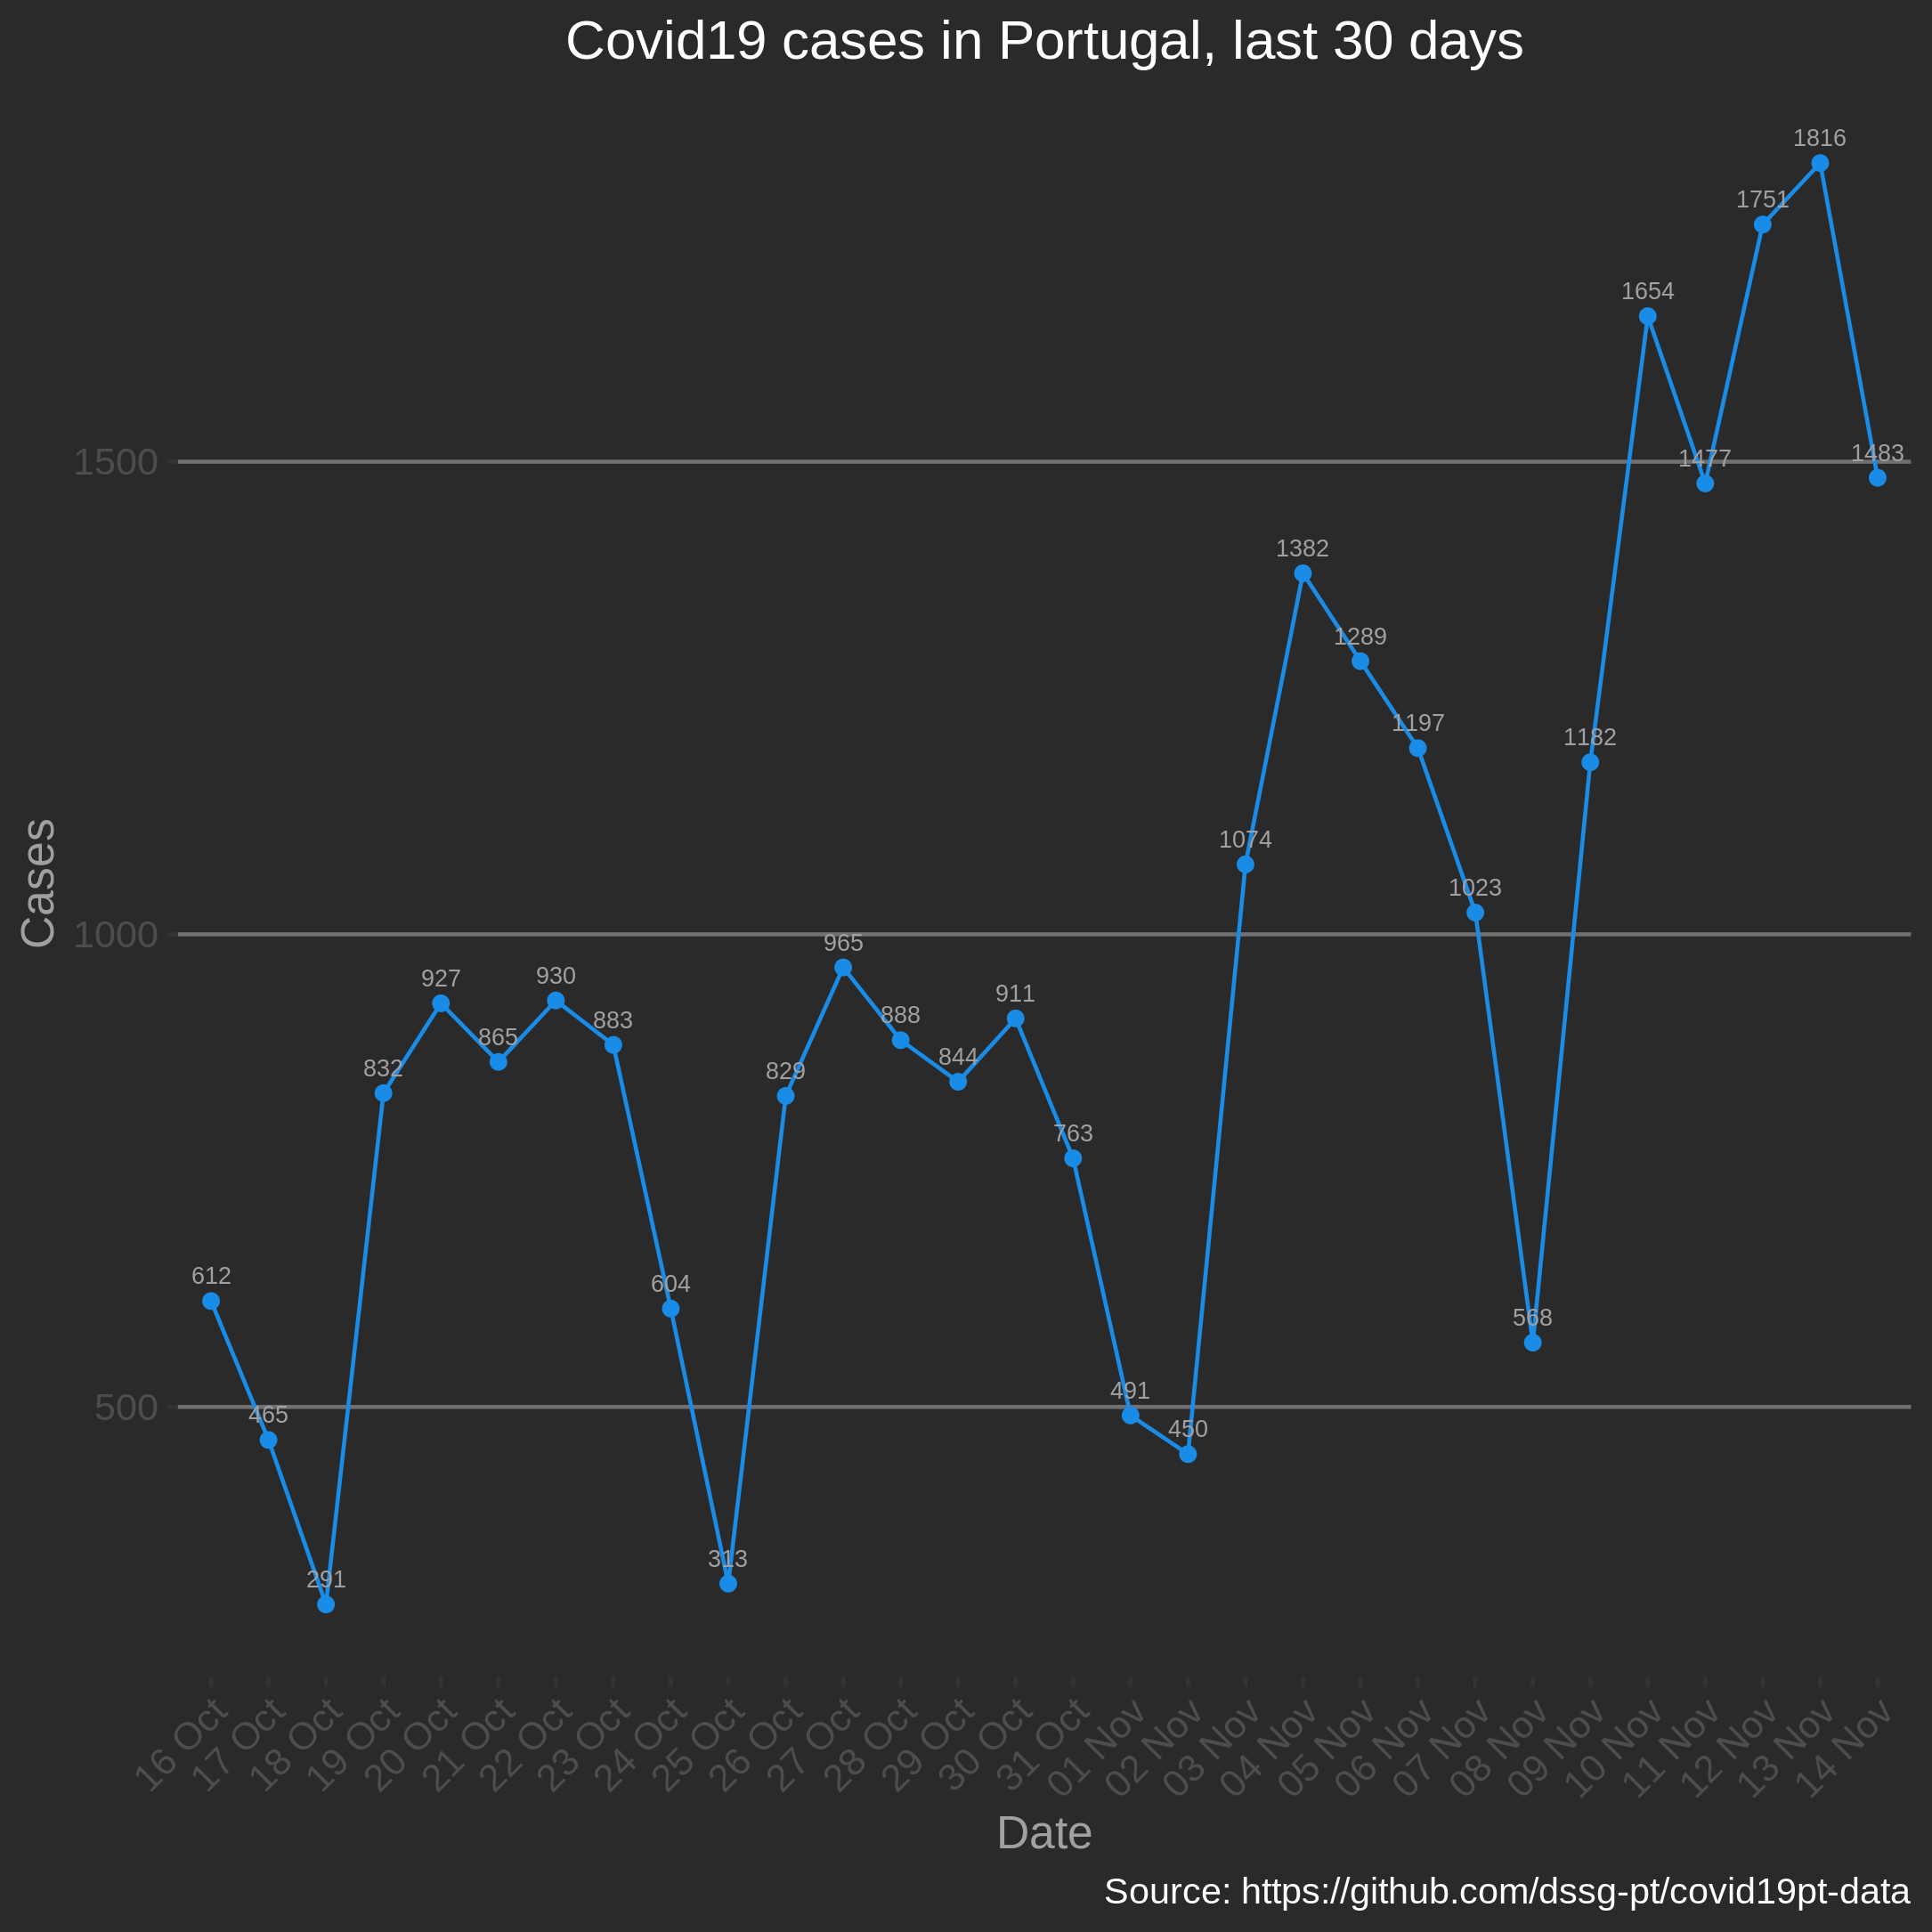 Covid19 cases in Portugal, last 30 days
Cases
1500
1000
500
612
465
291
832
927
865
930
883
604
313
829
965
888
844
911
763
491
450
1074
1382
1289
1197
1023
568
1182
1654
1477
1751
1816
1483
16 Oct
17 Oct
18 Oct
19 Oct
20 Oct
21 Oct
22 Oct
23 Oct
24 Oct
25 Oct
26 Oct
27 Oct
28 Oct
29 Oct
30 Oct
31 Oct
01 Nov
02 Nov
03 Nov
04 Nov
05 Nov
06 Nov
07 Nov
08 Nov
09 Nov
10 Nov
11 Nov
12 Nov
13 Nov
14 Nov
Date
Source: https://github.com/dssg-pt/covid19pt-data